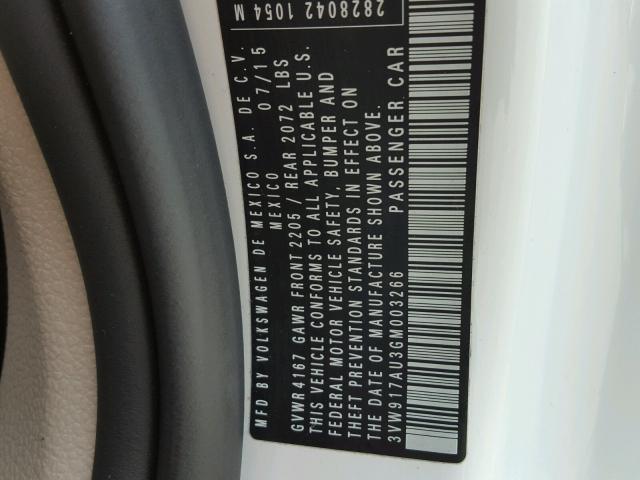 MFD BY VOLKSWAGEN DE MEXICO S.A. DE C.V.
MEXICO 07/15
GVWR 4167 GAWR FRONT 2205 / REAR 2072 LBS
THIS VEHICLE CONFORMS TO ALL APPLICABLE U.S.
FEDERAL MOTOR VEHICLE SAFETY, BUMPER AND
THEFT PREVENTION STANDARDS IN EFFECT ON
THE DATE OF MANUFACTURE SHOWN ABOVE.
3VW917AU3GM003266 PASSENGER CAR
2828042 1054 M